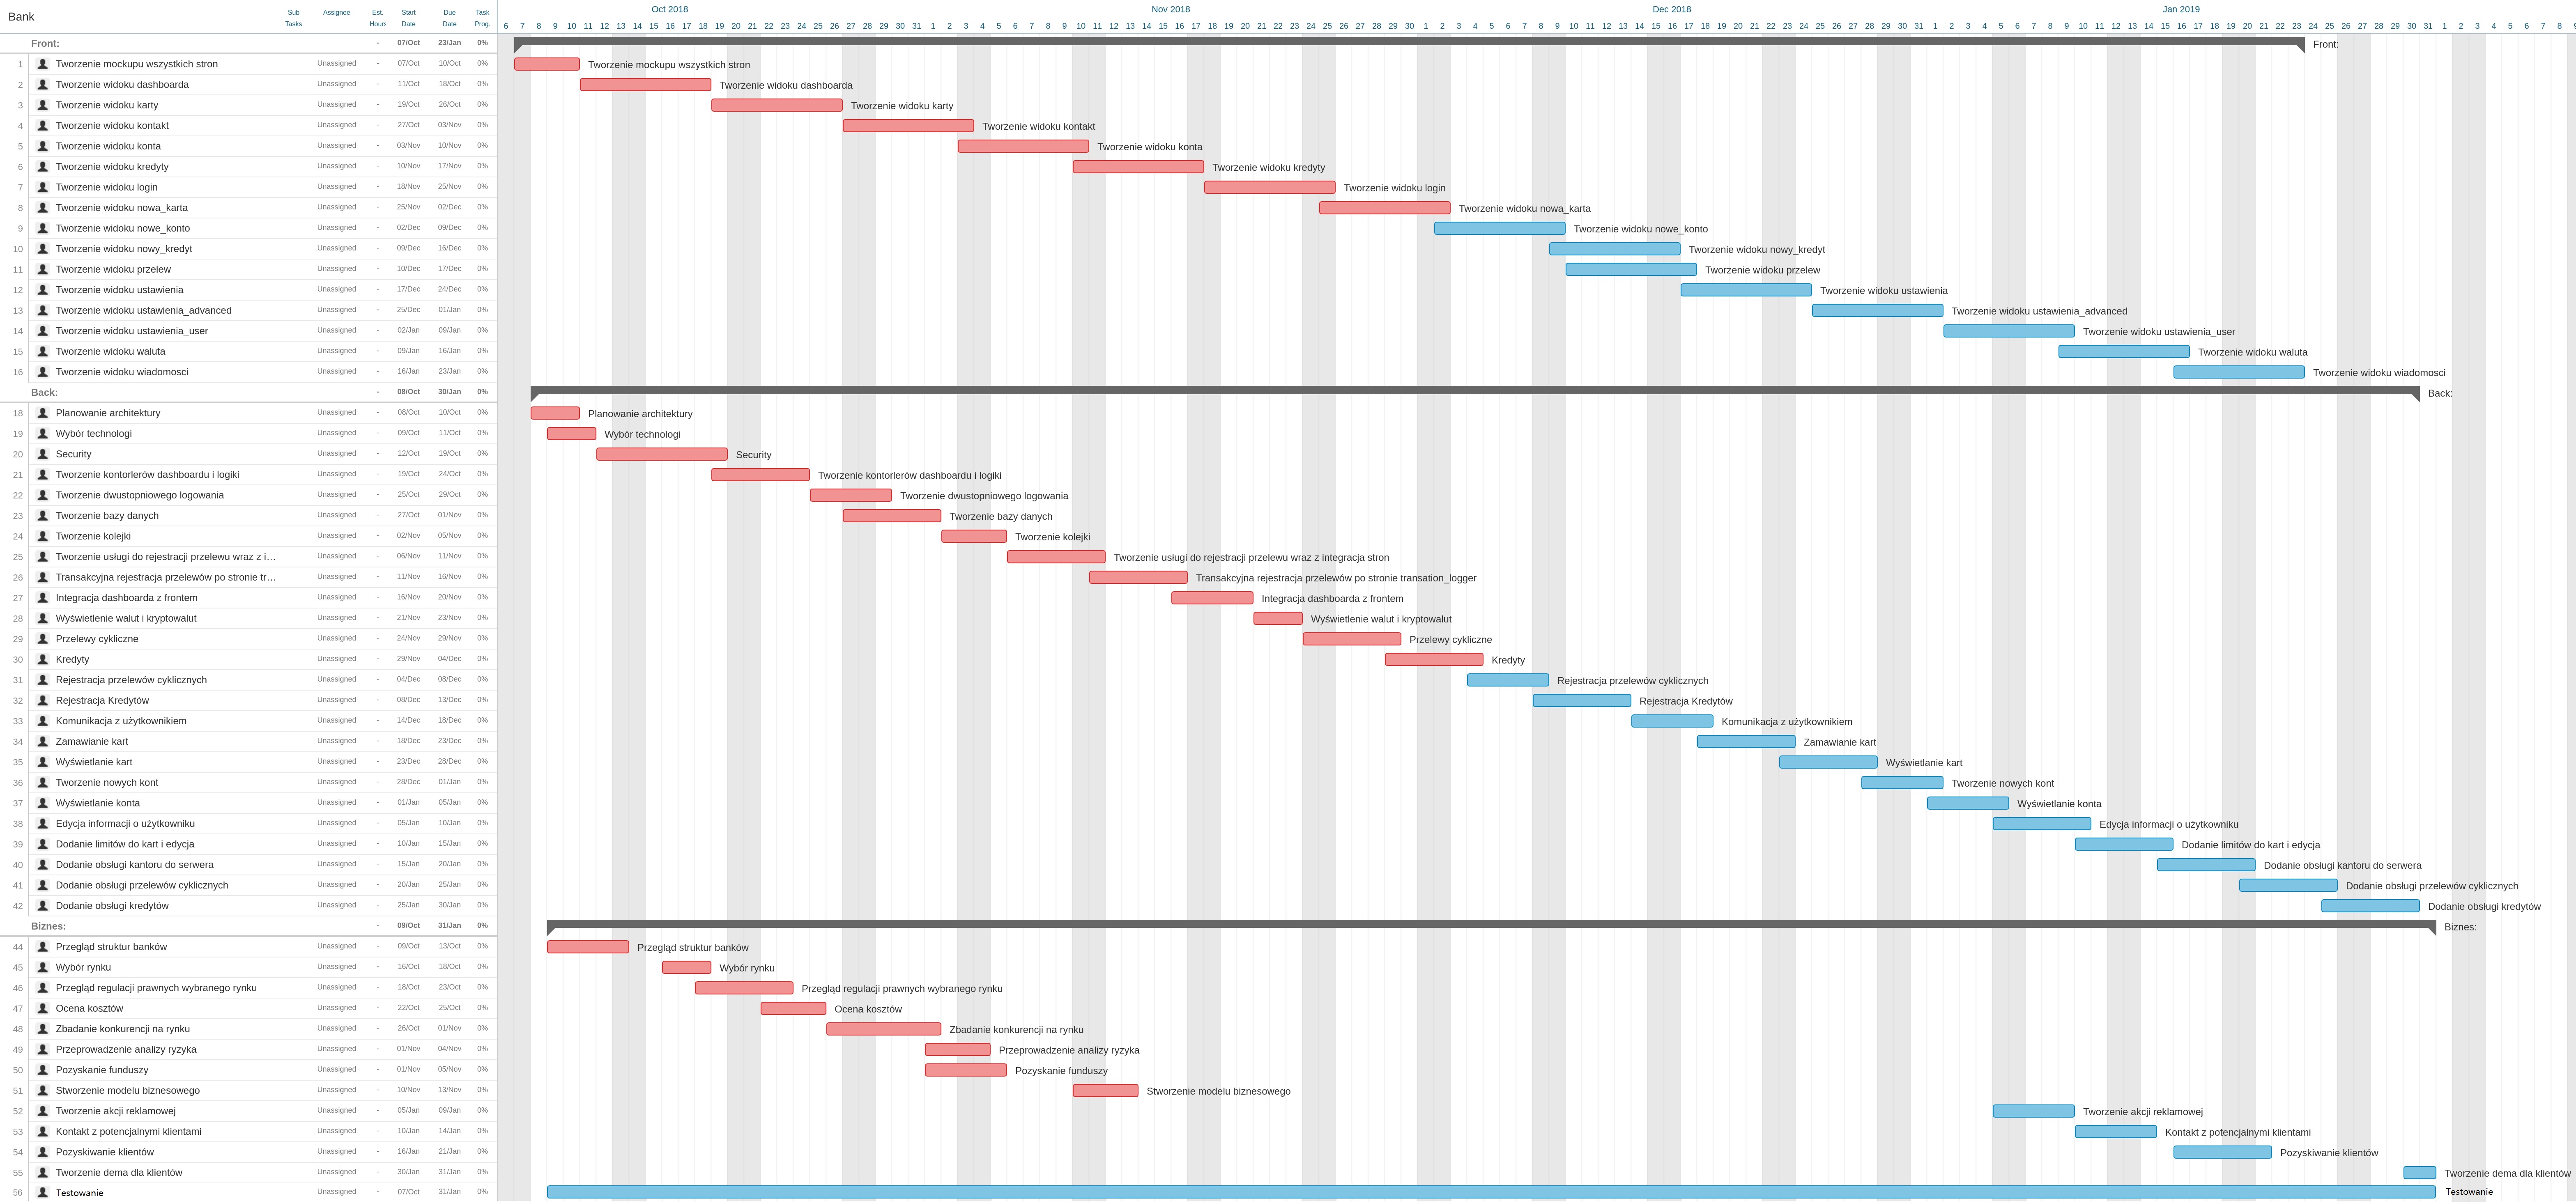 Bank Sub Tasks Assignee Est. Hours Start Date Due Date Task Prog.
Oct 2018 Nov 2018 Dec 2018 Jan 2019
6 7 8 9 10 11 12 13 14 15 16 17 18 19 20 21 22 23 24 25 26 27 28 29 30 31 1 2 3 4 5 6 7 8 9 10 11 12 13 14 15 16 17 18 19 20 21 22 23 24 25 26 27 28 29 30 1 2 3 4 5 6 7 8 9 10 11 12 13 14 15 16 17 18 19 20 21 22 23 24 25 26 27 28 29 30 31 1 2 3 4 5 6 7 8 9 10 11 12 13 14 15 16 17 18 19 20 21 22 23 24 25 26 27 28 29 30 31 1 2 3 4 5 6 7 8
Front: - 07/Oct 23/Jan 0% Front:
1 Tworzenie mockupu wszystkich stron Unassigned - 07/Oct 10/Oct 0% Tworzenie mockupu wszystkich stron
2 Tworzenie widoku dashboarda Unassigned - 11/Oct 18/Oct 0% Tworzenie widoku dashboarda
3 Tworzenie widoku karty Unassigned - 19/Oct 26/Oct 0% Tworzenie widoku karty
4 Tworzenie widoku kontakt Unassigned - 27/Oct 03/Nov 0% Tworzenie widoku kontakt
5 Tworzenie widoku konta Unassigned - 03/Nov 10/Nov 0% Tworzenie widoku konta
6 Tworzenie widoku kredyty Unassigned - 10/Nov 17/Nov 0% Tworzenie widoku kredyty
7 Tworzenie widoku login Unassigned - 18/Nov 25/Nov 0% Tworzenie widoku login
8 Tworzenie widoku nowa_karta Unassigned - 25/Nov 02/Dec 0% Tworzenie widoku nowa_karta
9 Tworzenie widoku nowe_konto Unassigned - 02/Dec 09/Dec 0% Tworzenie widoku nowe_konto
10 Tworzenie widoku nowy_kredyt Unassigned - 09/Dec 16/Dec 0% Tworzenie widoku nowy_kredyt
11 Tworzenie widoku przelew Unassigned - 10/Dec 17/Dec 0% Tworzenie widoku przelew
12 Tworzenie widoku ustawienia Unassigned - 17/Dec 24/Dec 0% Tworzenie widoku ustawienia
13 Tworzenie widoku ustawienia_advanced Unassigned - 25/Dec 01/Jan 0% Tworzenie widoku ustawienia_advanced
14 Tworzenie widoku ustawienia_user Unassigned - 02/Jan 09/Jan 0% Tworzenie widoku ustawienia_user
15 Tworzenie widoku waluta Unassigned - 09/Jan 16/Jan 0% Tworzenie widoku waluta
16 Tworzenie widoku wiadomosci Unassigned - 16/Jan 23/Jan 0% Tworzenie widoku wiadomosci
Back: - 08/Oct 30/Jan 0% Back:
18 Planowanie architektury Unassigned - 08/Oct 10/Oct 0% Planowanie architektury
19 Wybór technologi Unassigned - 09/Oct 11/Oct 0% Wybór technologi
20 Security Unassigned - 12/Oct 19/Oct 0% Security
21 Tworzenie kontorlerów dashboardu i logiki Unassigned - 19/Oct 24/Oct 0% Tworzenie kontorlerów dashboardu i logiki
22 Tworzenie dwustopniowego logowania Unassigned - 25/Oct 29/Oct 0% Tworzenie dwustopniowego logowania
23 Tworzenie bazy danych Unassigned - 27/Oct 01/Nov 0% Tworzenie bazy danych
24 Tworzenie kolejki Unassigned - 02/Nov 05/Nov 0% Tworzenie kolejki
25 Tworzenie usługi do rejestracji przelewu wraz z i… Unassigned - 06/Nov 11/Nov 0% Tworzenie usługi do rejestracji przelewu wraz z integracja stron
26 Transakcyjna rejestracja przelewów po stronie tr… Unassigned - 11/Nov 16/Nov 0% Transakcyjna rejestracja przelewów po stronie transation_logger
27 Integracja dashboarda z frontem Unassigned - 16/Nov 20/Nov 0% Integracja dashboarda z frontem
28 Wyświetlenie walut i kryptowalut Unassigned - 21/Nov 23/Nov 0% Wyświetlenie walut i kryptowalut
29 Przelewy cykliczne Unassigned - 24/Nov 29/Nov 0% Przelewy cykliczne
30 Kredyty Unassigned - 29/Nov 04/Dec 0% Kredyty
31 Rejestracja przelewów cyklicznych Unassigned - 04/Dec 08/Dec 0% Rejestracja przelewów cyklicznych
32 Rejestracja Kredytów Unassigned - 08/Dec 13/Dec 0% Rejestracja Kredytów
33 Komunikacja z użytkownikiem Unassigned - 14/Dec 18/Dec 0% Komunikacja z użytkownikiem
34 Zamawianie kart Unassigned - 18/Dec 23/Dec 0% Zamawianie kart
35 Wyświetlanie kart Unassigned - 23/Dec 28/Dec 0% Wyświetlanie kart
36 Tworzenie nowych kont Unassigned - 28/Dec 01/Jan 0% Tworzenie nowych kont
37 Wyświetlanie konta Unassigned - 01/Jan 05/Jan 0% Wyświetlanie konta
38 Edycja informacji o użytkowniku Unassigned - 05/Jan 10/Jan 0% Edycja informacji o użytkowniku
39 Dodanie limitów do kart i edycja Unassigned - 10/Jan 15/Jan 0% Dodanie limitów do kart i edycja
40 Dodanie obsługi kantoru do serwera Unassigned - 15/Jan 20/Jan 0% Dodanie obsługi kantoru do serwera
41 Dodanie obsługi przelewów cyklicznych Unassigned - 20/Jan 25/Jan 0% Dodanie obsługi przelewów cyklicznych
42 Dodanie obsługi kredytów Unassigned - 25/Jan 30/Jan 0% Dodanie obsługi kredytów
Biznes: - 09/Oct 31/Jan 0% Biznes:
44 Przegląd struktur banków Unassigned - 09/Oct 13/Oct 0% Przegląd struktur banków
45 Wybór rynku Unassigned - 16/Oct 18/Oct 0% Wybór rynku
46 Przegląd regulacji prawnych wybranego rynku Unassigned - 18/Oct 23/Oct 0% Przegląd regulacji prawnych wybranego rynku
47 Ocena kosztów Unassigned - 22/Oct 25/Oct 0% Ocena kosztów
48 Zbadanie konkurencji na rynku Unassigned - 26/Oct 01/Nov 0% Zbadanie konkurencji na rynku
49 Przeprowadzenie analizy ryzyka Unassigned - 01/Nov 04/Nov 0% Przeprowadzenie analizy ryzyka
50 Pozyskanie funduszy Unassigned - 01/Nov 05/Nov 0% Pozyskanie funduszy
51 Stworzenie modelu biznesowego Unassigned - 10/Nov 13/Nov 0% Stworzenie modelu biznesowego
52 Tworzenie akcji reklamowej Unassigned - 05/Jan 09/Jan 0% Tworzenie akcji reklamowej
53 Kontakt z potencjalnymi klientami Unassigned - 10/Jan 14/Jan 0% Kontakt z potencjalnymi klientami
54 Pozyskiwanie klientów Unassigned - 16/Jan 21/Jan 0% Pozyskiwanie klientów
55 Tworzenie dema dla klientów Unassigned - 30/Jan 31/Jan 0% Tworzenie dema dla klientów
56 Testowanie Unassigned - 07/Oct 31/Jan 0% Testowanie